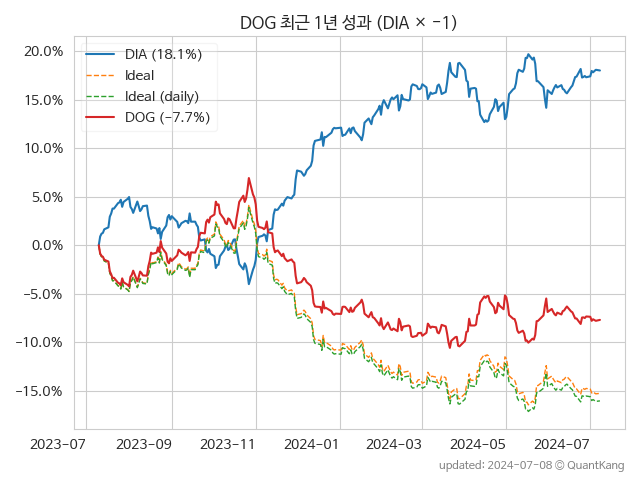 DOG 최근 1년 성과 (DIA × −1)
DIA (18.1%)
Ideal
Ideal (daily)
DOG (−7.7%)
20.0%
15.0%
10.0%
5.0%
0.0%
−5.0%
−10.0%
−15.0%
2023-07 2023-09 2023-11 2024-01 2024-03 2024-05 2024-07
updated: 2024-07-08 © QuantKang